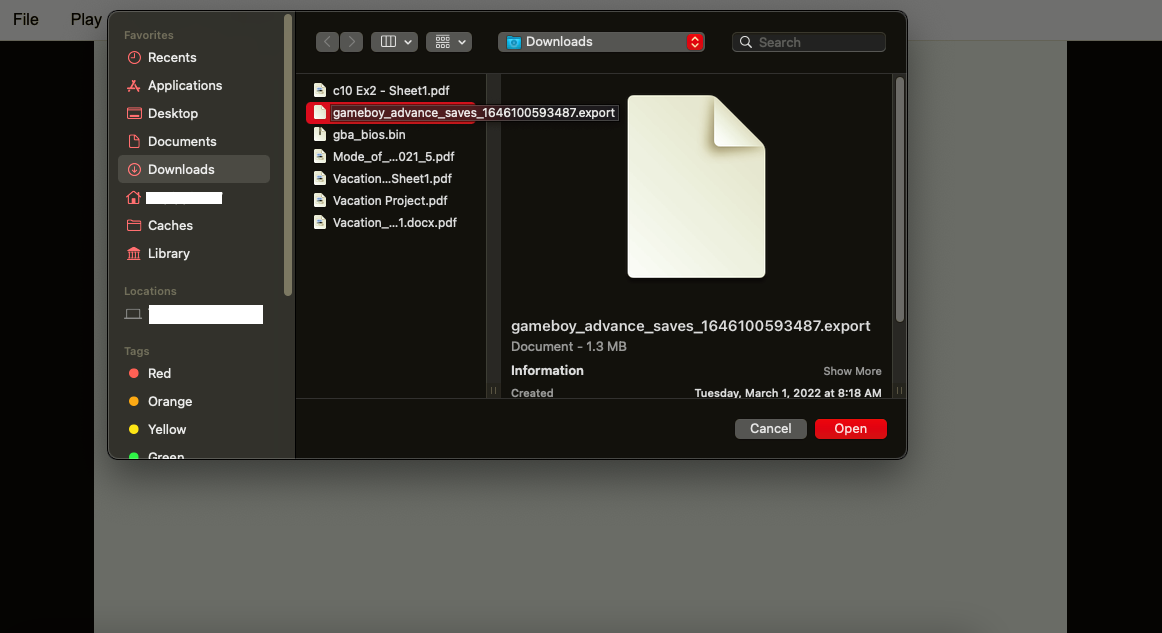 File Play
Favorites
Recents
Applications
Desktop
Documents
Downloads
Caches
Library
Locations
Tags
Red
Orange
Yellow
Green
Downloads
Search
c10 Ex2 - Sheet1.pdf
gameboy_advance_saves_1646100593487.export
gba_bios.bin
Mode_of_...021_5.pdf
Vacation...Sheet1.pdf
Vacation Project.pdf
Vacation_...1.docx.pdf
gameboy_advance_saves_1646100593487.export
Document - 1.3 MB
Information Show More
Created Tuesday, March 1, 2022 at 8:18 AM
Cancel Open